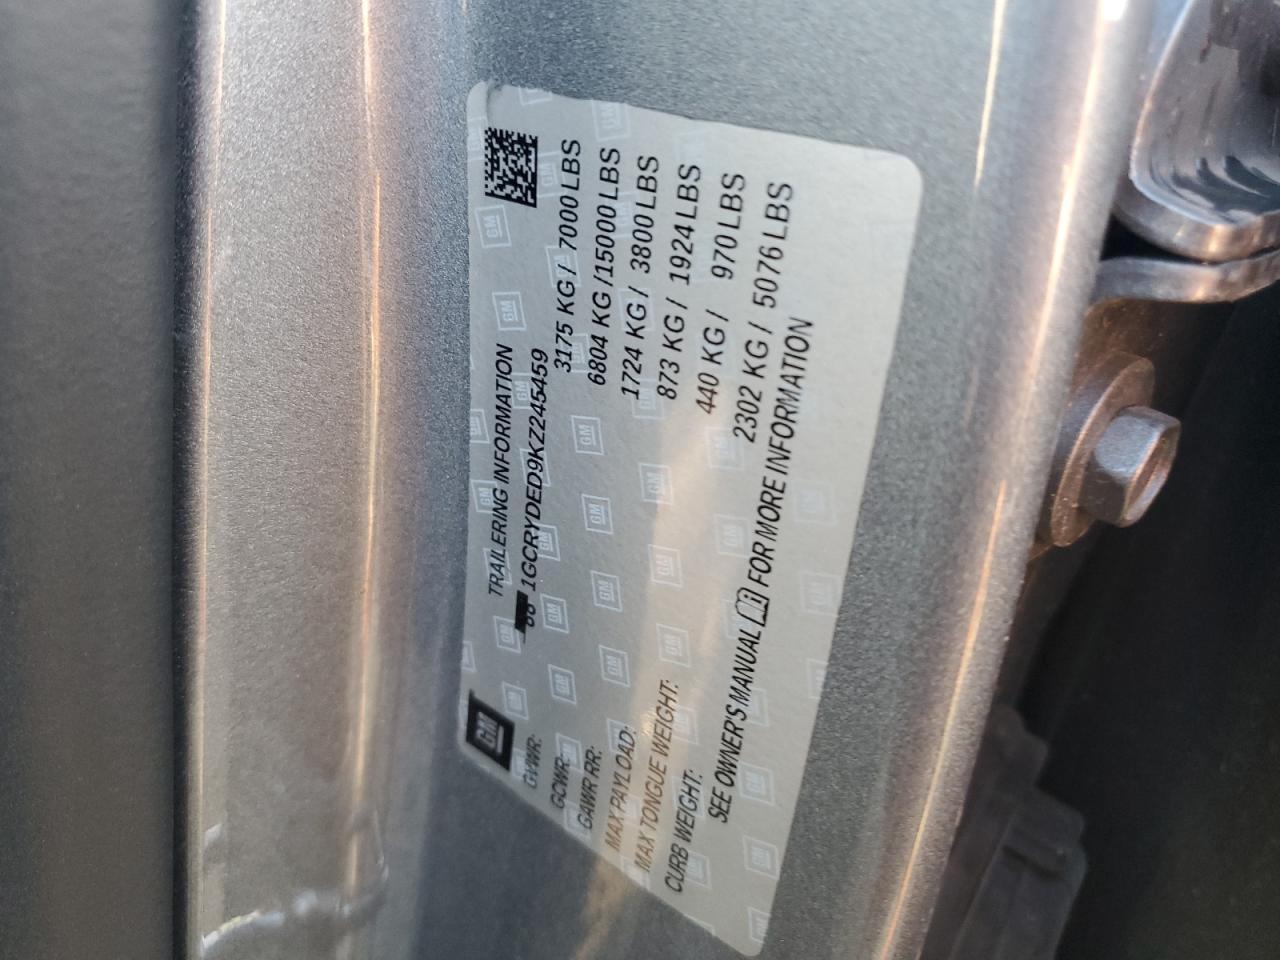 GM
TRAILERING INFORMATION
1GCRYDED9KZ245459
GVWR: 3175 KG / 7000 LBS
GCWR: 6804 KG / 15000 LBS
GAWR RR: 1724 KG / 3800 LBS
MAX PAYLOAD: 873 KG / 1924 LBS
MAX TONGUE WEIGHT: 440 KG / 970 LBS
CURB WEIGHT: 2302 KG / 5076 LBS
SEE OWNER'S MANUAL FOR MORE INFORMATION